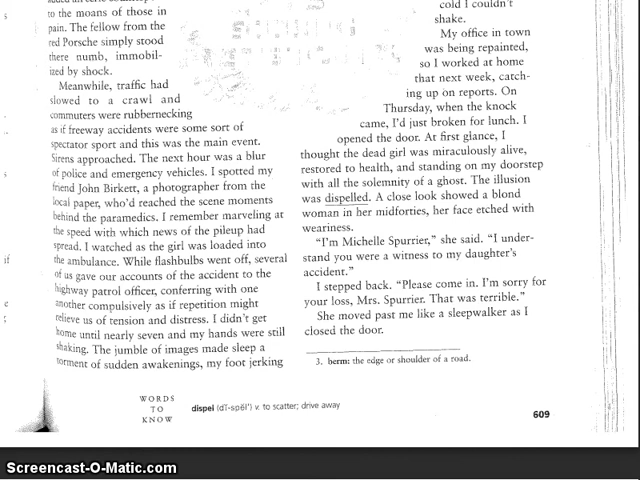 to the moans of those in
pain. The fellow from the
red Porsche simply stood
there numb, immobil-
ized by shock.
Meanwhile, traffic had
slowed to a crawl and
commuters were rubbernecking
as if freeway accidents were some sort of
spectator sport and this was the main event.
Sirens approached. The next hour was a blur
of police and emergency vehicles. I spotted my
friend John Birkett, a photographer from the
local paper, who'd reached the scene moments
behind the paramedics. I remember marveling at
the speed with which news of the pileup had
spread. I watched as the girl was loaded into
the ambulance. While flashbulbs went off, several
of us gave our accounts of the accident to the
highway patrol officer, conferring with one
another compulsively as if repetition might
relieve us of tension and distress. I didn't get
home until nearly seven and my hands were still
shaking. The jumble of images made sleep a
torment of sudden awakenings, my foot jerking
cold I couldn't
shake.
My office in town
was being repainted,
so I worked at home
that next week, catch-
ing up on reports. On
Thursday, when the knock
came, I'd just broken for lunch. I
opened the door. At first glance, I
thought the dead girl was miraculously alive,
restored to health, and standing on my doorstep
with all the solemnity of a ghost. The illusion
was dispelled. A close look showed a blond
woman in her midforties, her face etched with
weariness.
"I'm Michelle Spurrier," she said. "I under-
stand you were a witness to my daughter's
accident."
I stepped back. "Please come in. I'm sorry for
your loss, Mrs. Spurrier. That was terrible."
She moved past me like a sleepwalker as I
closed the door.
3. berm: the edge or shoulder of a road.
WORDS
TO
KNOW
dispel (dĭ-spĕl') v. to scatter; drive away
609
Screencast-O-Matic.com